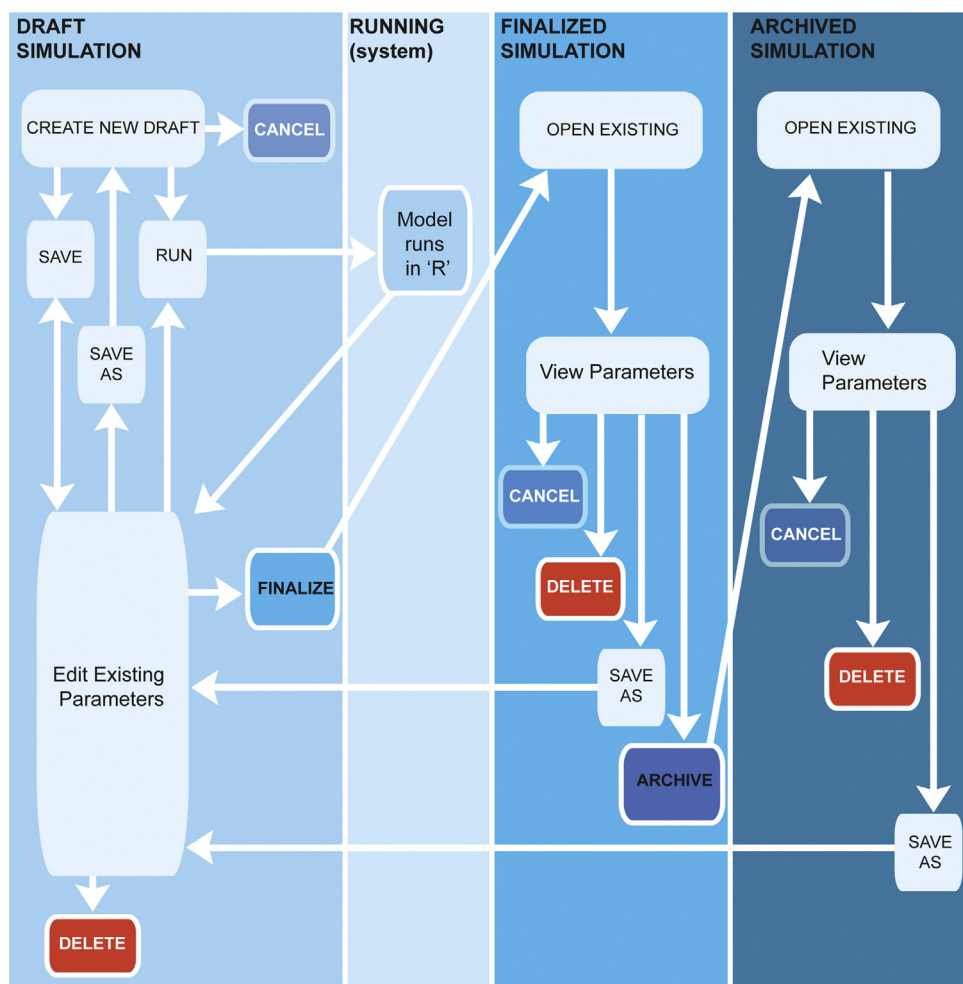 DRAFT
SIMULATION
CREATE NEW DRAFT
CANCEL
SAVE
RUN
SAVE
AS
Edit Existing
Parameters
FINALIZE
DELETE
RUNNING
(system)
Model
runs
in ‘R’
FINALIZED
SIMULATION
OPEN EXISTING
View Parameters
CANCEL
DELETE
SAVE
AS
ARCHIVE
ARCHIVED
SIMULATION
OPEN EXISTING
View
Parameters
CANCEL
DELETE
SAVE
AS